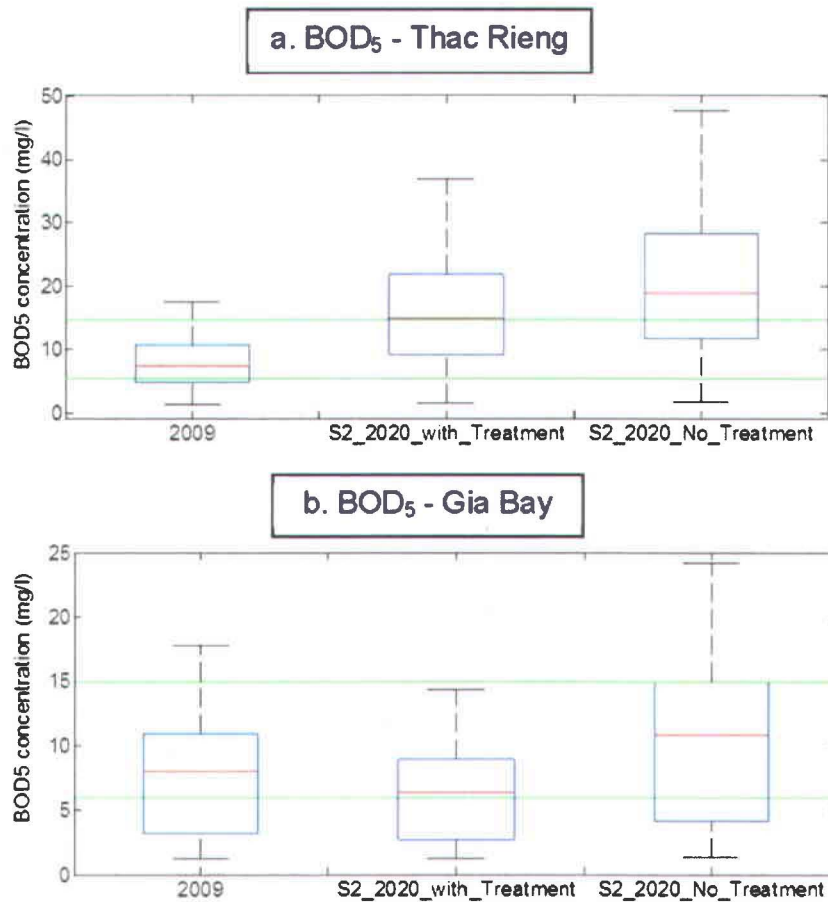 a. BOD₅ - Thac Rieng
BOD5 concentration (mg/l)
50
40
30
20
10
0
2009 S2_2020_with_Treatment S2_2020_No_Treatment
b. BOD₅ - Gia Bay
BOD5 concentration (mg/l)
25
20
15
10
5
0
2009 S2_2020_with_Treatment S2_2020_No_Treatment